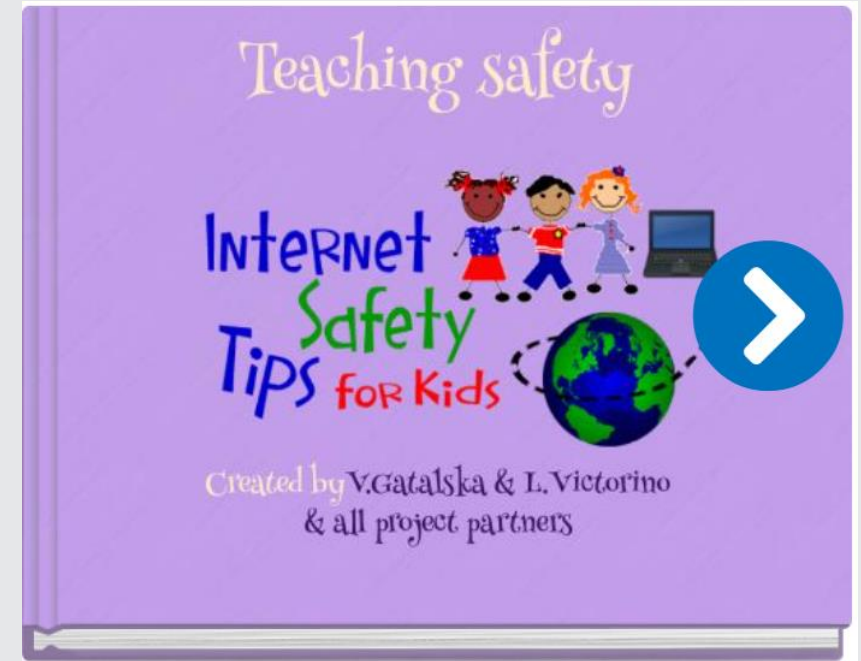 Teaching safety
Internet
Safety
Tips for Kids
Created by V.Gatalska & L.Victorino
& all project partners